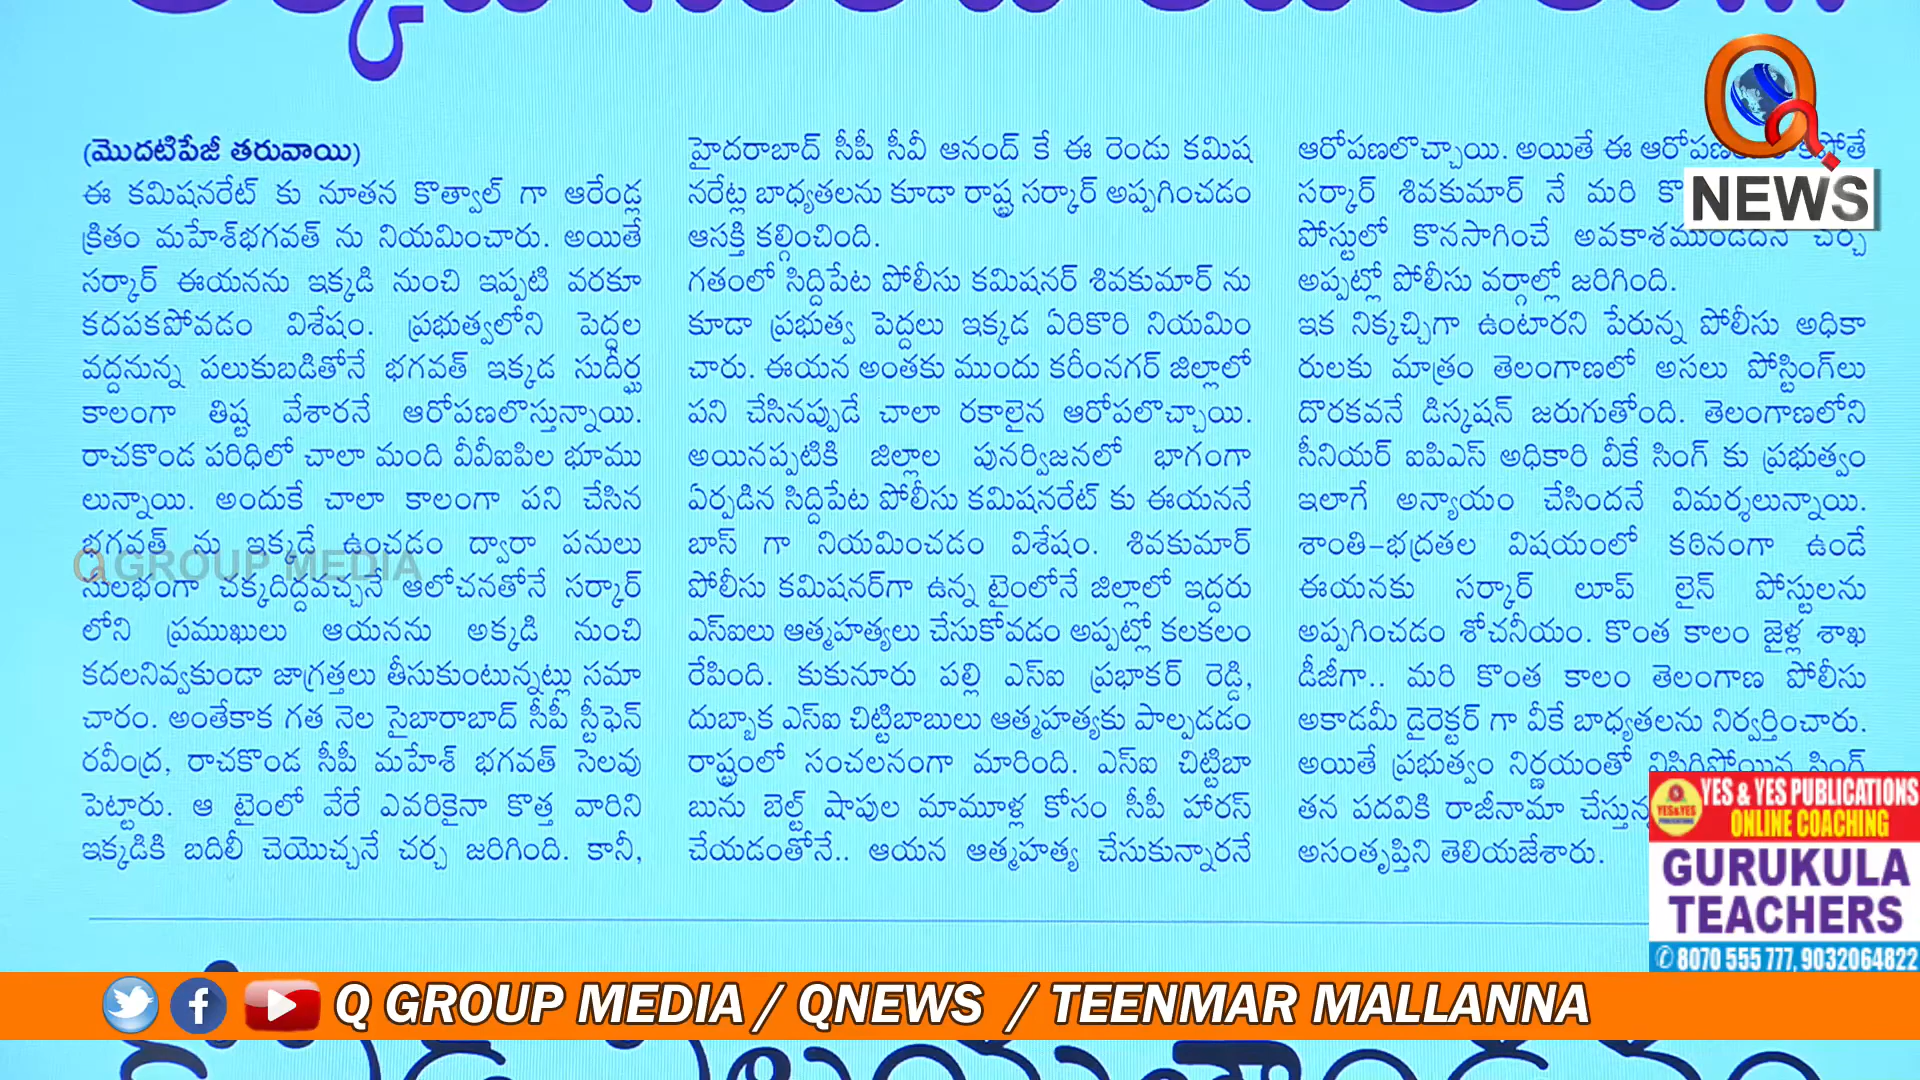 (మొదటిపేజీ తరువాయి)
ఈ కమిషనరేట్ కు నూతన కొత్వాల్ గా ఆరేండ్ల
క్రితం మహేశ్‌భగవత్ ను నియమించారు. అయితే
సర్కార్ ఈయనను ఇక్కడి నుంచి ఇప్పటి వరకూ
కదపకపోవడం విశేషం. ప్రభుత్వలోని పెద్దల
వద్దనున్న పలుకుబడితోనే భగవత్ ఇక్కడ సుదీర్ఘ
కాలంగా తిష్ట వేశారనే ఆరోపణలొస్తున్నాయి.
రాచకొండ పరిధిలో చాలా మంది వీవీఐపిల భూము
లున్నాయి. అందుకే చాలా కాలంగా పని చేసిన
భగవత్ ను ఇక్కడే ఉంచడం ద్వారా పనులు
సులభంగా చక్కదిద్దవచ్చనే ఆలోచనతోనే సర్కార్
లోని ప్రముఖులు ఆయనను అక్కడి నుంచి
కదలనివ్వకుండా జాగ్రత్తలు తీసుకుంటున్నట్లు సమా
చారం. అంతేకాక గత నెల సైబారాబాద్ సీపీ స్టీఫెన్
రవీంద్ర, రాచకొండ సీపీ మహేశ్ భగవత్ సెలవు
పెట్టారు. ఆ టైంలో వేరే ఎవరికైనా కొత్త వారిని
ఇక్కడికి బదిలీ చెయొచ్చనే చర్చ జరిగింది. కానీ,
హైదరాబాద్ సీపీ సీవీ ఆనంద్ కే ఈ రెండు కమిష
నరేట్ల బాధ్యతలను కూడా రాష్ట్ర సర్కార్ అప్పగించడం
ఆసక్తి కల్గించింది.
గతంలో సిద్దిపేట పోలీసు కమిషనర్ శివకుమార్ ను
కూడా ప్రభుత్వ పెద్దలు ఇక్కడ ఏరికొరి నియమిం
చారు. ఈయన అంతకు ముందు కరీంనగర్ జిల్లాలో
పని చేసినప్పుడే చాలా రకాలైన ఆరోపలొచ్చాయి.
అయినప్పటికి జిల్లాల పునర్విజనలో భాగంగా
ఏర్పడిన సిద్దిపేట పోలీసు కమిషనరేట్ కు ఈయననే
బాస్ గా నియమించడం విశేషం. శివకుమార్
పోలీసు కమిషనర్‌గా ఉన్న టైంలోనే జిల్లాలో ఇద్దరు
ఎస్ఐలు ఆత్మహత్యలు చేసుకోవడం అప్పట్లో కలకలం
రేపింది. కుకునూరు పల్లి ఎస్ఐ ప్రభాకర్ రెడ్డి,
దుబ్బాక ఎస్ఐ చిట్టిబాబులు ఆత్మహత్యకు పాల్పడడం
రాష్ట్రంలో సంచలనంగా మారింది. ఎస్ఐ చిట్టిబా
బును బెల్ట్ షాపుల మామూళ్ల కోసం సీపీ హారస్
చేయడంతోనే.. ఆయన ఆత్మహత్య చేసుకున్నారనే
ఆరోపణలొచ్చాయి. అయితే ఈ
సర్కార్ శివకుమార్ నే మరి
పోస్టులో కొనసాగించే అవకాశముండేదనే చర్చ
అప్పట్లో పోలీసు వర్గాల్లో జరిగింది.
ఇక నిక్కచ్చిగా ఉంటారని పేరున్న పోలీసు అధికా
రులకు మాత్రం తెలంగాణలో అసలు పోస్టింగ్‌లు
దొరకవనే డిస్కషన్ జరుగుతోంది. తెలంగాణలోని
సీనియర్ ఐపిఎస్ అధికారి వీకే సింగ్ కు ప్రభుత్వం
ఇలాగే అన్యాయం చేసిందనే విమర్శలున్నాయి.
శాంతి-భద్రతల విషయంలో కఠినంగా ఉండే
ఈయనకు సర్కార్ లూప్ లైన్ పోస్టులను
అప్పగించడం శోచనీయం. కొంత కాలం జైళ్ల శాఖ
డీజీగా.. మరి కొంత కాలం తెలంగాణ పోలీసు
అకాడమీ డైరెక్టర్ గా వీకే బాధ్యతలను నిర్వర్తించారు.
అయితే ప్రభుత్వం నిర్ణయంతో విసిగిపోయిన సింగ్
తన పదవికి రాజీనామా
అసంతృప్తిని తెలియజేశారు.
Q GROUP MEDIA
NEWS
YES & YES PUBLICATIONS
ONLINE COACHING
GURUKULA
TEACHERS
8070 555 777, 9032064822
Q GROUP MEDIA / QNEWS / TEENMAR MALLANNA